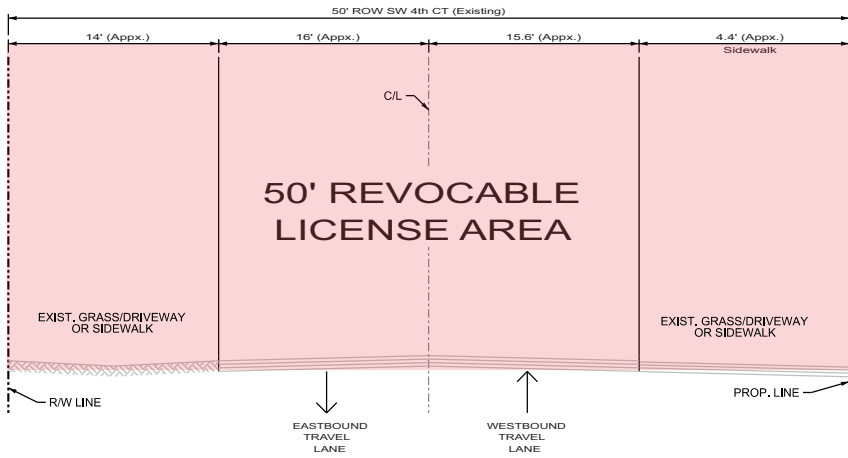 50' ROW SW 4th CT (Existing)
14' (Appx.)
16' (Appx.)
15.6' (Appx.)
4.4' (Appx.)
Sidewalk
C/L
50' REVOCABLE
LICENSE AREA
EXIST. GRASS/DRIVEWAY
OR SIDEWALK
EXIST. GRASS/DRIVEWAY
OR SIDEWALK
R/W LINE
PROP. LINE
EASTBOUND
TRAVEL
LANE
WESTBOUND
TRAVEL
LANE